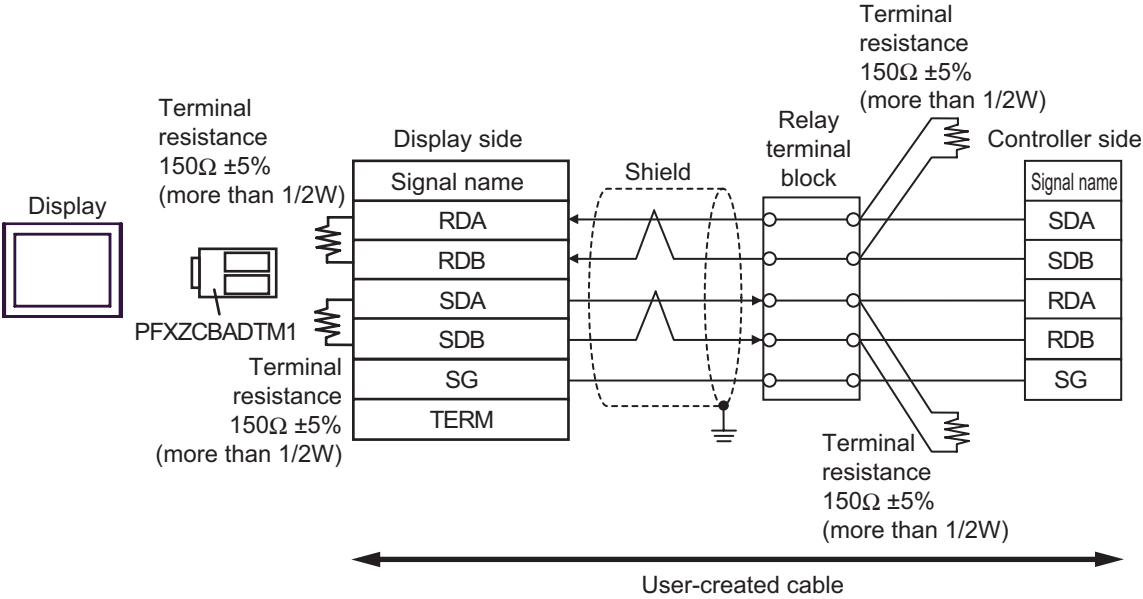 Terminal
resistance
150Ω ±5%
(more than 1/2W)
Terminal
resistance
150Ω ±5%
(more than 1/2W)
Display side
Shield
Relay
terminal
block
Controller side
Display
Signal name
RDA
RDB
SDA
SDB
SG
TERM
Signal name
SDA
SDB
RDA
RDB
SG
PFXZCBADTM1
Terminal
resistance
150Ω ±5%
(more than 1/2W)
Terminal
resistance
150Ω ±5%
(more than 1/2W)
User-created cable